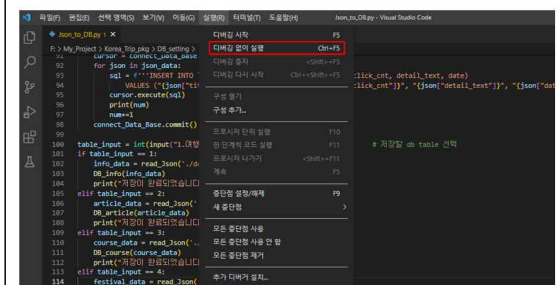 파일(F) 편집(E) 선택 영역(S) 보기(V) 이동(G) 실행(R) 터미널(T) 도움말(H) Json_to_DB.py - Visual Studio Code
Json_to_DB.py 1 ×
F: > My_Project > Korea_Trip_pkg > DB_setting >
91 cursor = connect_Data_Base.
92 for json in json_data:
93 sql = f'''INSERT INTO click_cnt, detail_text, date)
94 VALUES ("{json["tit click_cnt"]}", "{json["detail_text"]}", "{json["dat
95 cursor.execute(sql)
96 print(num)
97 num+=1
98 connect_Data_Base.commit()
99
100 table_input = int(input("1.여행 # 저장할 db table 선택
101 if table_input == 1:
102 info_data = read_Json('./da
103 DB_info(info_data)
104 print("저장이 완료되었습니다
105 elif table_input == 2:
106 article_data = read_Json('.
107 DB_article(article_data)
108 print("저장이 완료되었습니다
109 elif table_input == 3:
110 course_data = read_Json('./
111 DB_course(course_data)
112 print("저장이 완료되었습니다
113 elif table_input == 4:
114 festival_data = read_Json(
디버깅 시작 F5
디버깅 없이 실행 Ctrl+F5
디버깅 중지 <Shift>+F5
디버깅 다시 시작 Ctrl+<Shift>+F5
구성 열기
구성 추가...
프로시저 단위 실행 F10
한 단계씩 코드 실행 F11
프로시저 나가기 <Shift>+F11
계속 F5
중단점 설정/해제 F9
새 중단점
모든 중단점 사용
모든 중단점 사용 안 함
모든 중단점 제거
추가 디버거 설치...